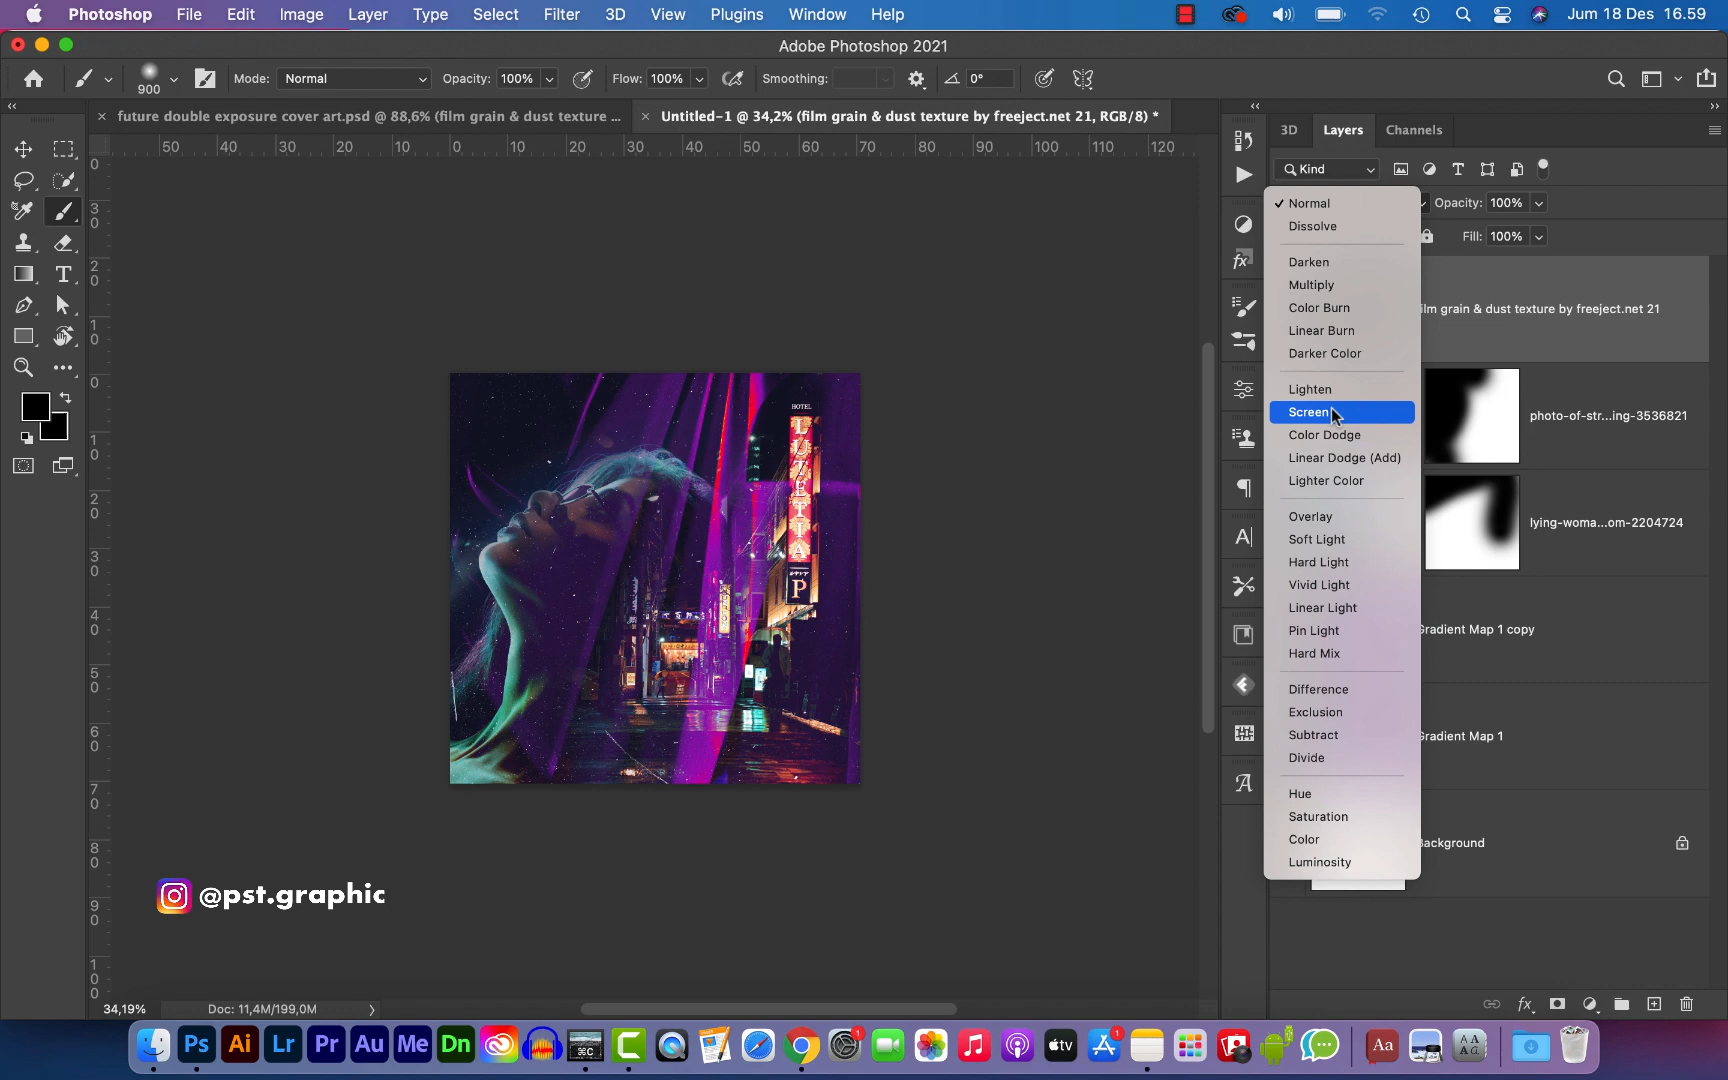 Photoshop File Edit Image Layer Type Select Filter 3D View Plugins Window Help Jum 18 Des 16.59
Adobe Photoshop 2021
900 Mode: Normal Opacity: 100% Flow: 100% Smoothing: 0°
future double exposure cover art.psd @ 88,6% (film grain & dust texture ... Untitled-1 @ 34,2% (film grain & dust texture by freeject.net 21, RGB/8) *
3D Layers Channels
50 40 30 20 10 0 10 20 30 40 50 60 70 80 90 100 110 120
Kind
Opacity: 100%
Fill: 100%
Normal
Dissolve
Darken
Multiply
Color Burn
Linear Burn
Darker Color
Lighten
Screen
Color Dodge
Linear Dodge (Add)
Lighter Color
Overlay
Soft Light
Hard Light
Vivid Light
Linear Light
Pin Light
Hard Mix
Difference
Exclusion
Subtract
Divide
Hue
Saturation
Color
Luminosity
ilm grain & dust texture by freeject.net 21
photo-of-str...ing-3536821
lying-woma...om-2204724
Gradient Map 1 copy
Gradient Map 1
Background
HOTEL
LUTETIA
P
@pst.graphic
34,19% Doc: 11,4M/199,0M
Ps Ai Lr Pr Au Me Dn tv Aa